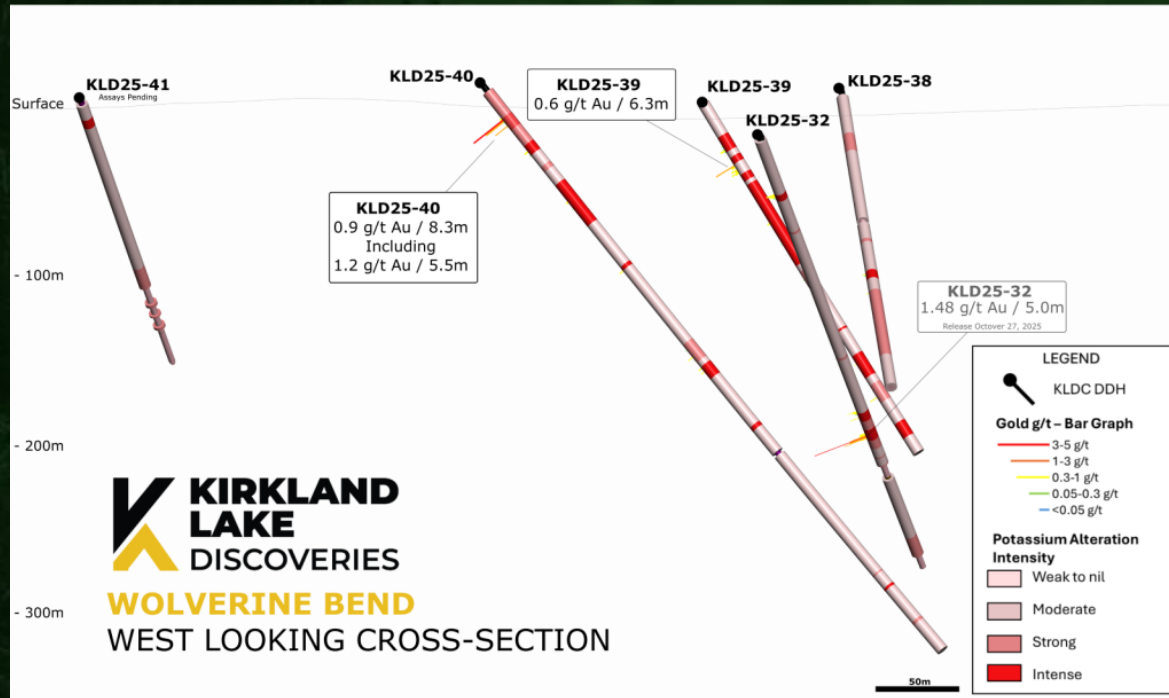 KLD25-41
Assays Pending
KLD25-40
KLD25-39
0.6 g/t Au / 6.3m
KLD25-39
KLD25-38
KLD25-32
Surface
KLD25-40
0.9 g/t Au / 8.3m
Including
1.2 g/t Au / 5.5m
- 100m
KLD25-32
1.48 g/t Au / 5.0m
Release Octover 27, 2025
- 200m
- 300m
KIRKLAND
LAKE
DISCOVERIES
WOLVERINE BEND
WEST LOOKING CROSS-SECTION
LEGEND
KLDC DDH
Gold g/t – Bar Graph
3-5 g/t
1-3 g/t
0.3-1 g/t
0.05-0.3 g/t
<0.05 g/t
Potassium Alteration
Intensity
Weak to nil
Moderate
Strong
Intense
50m